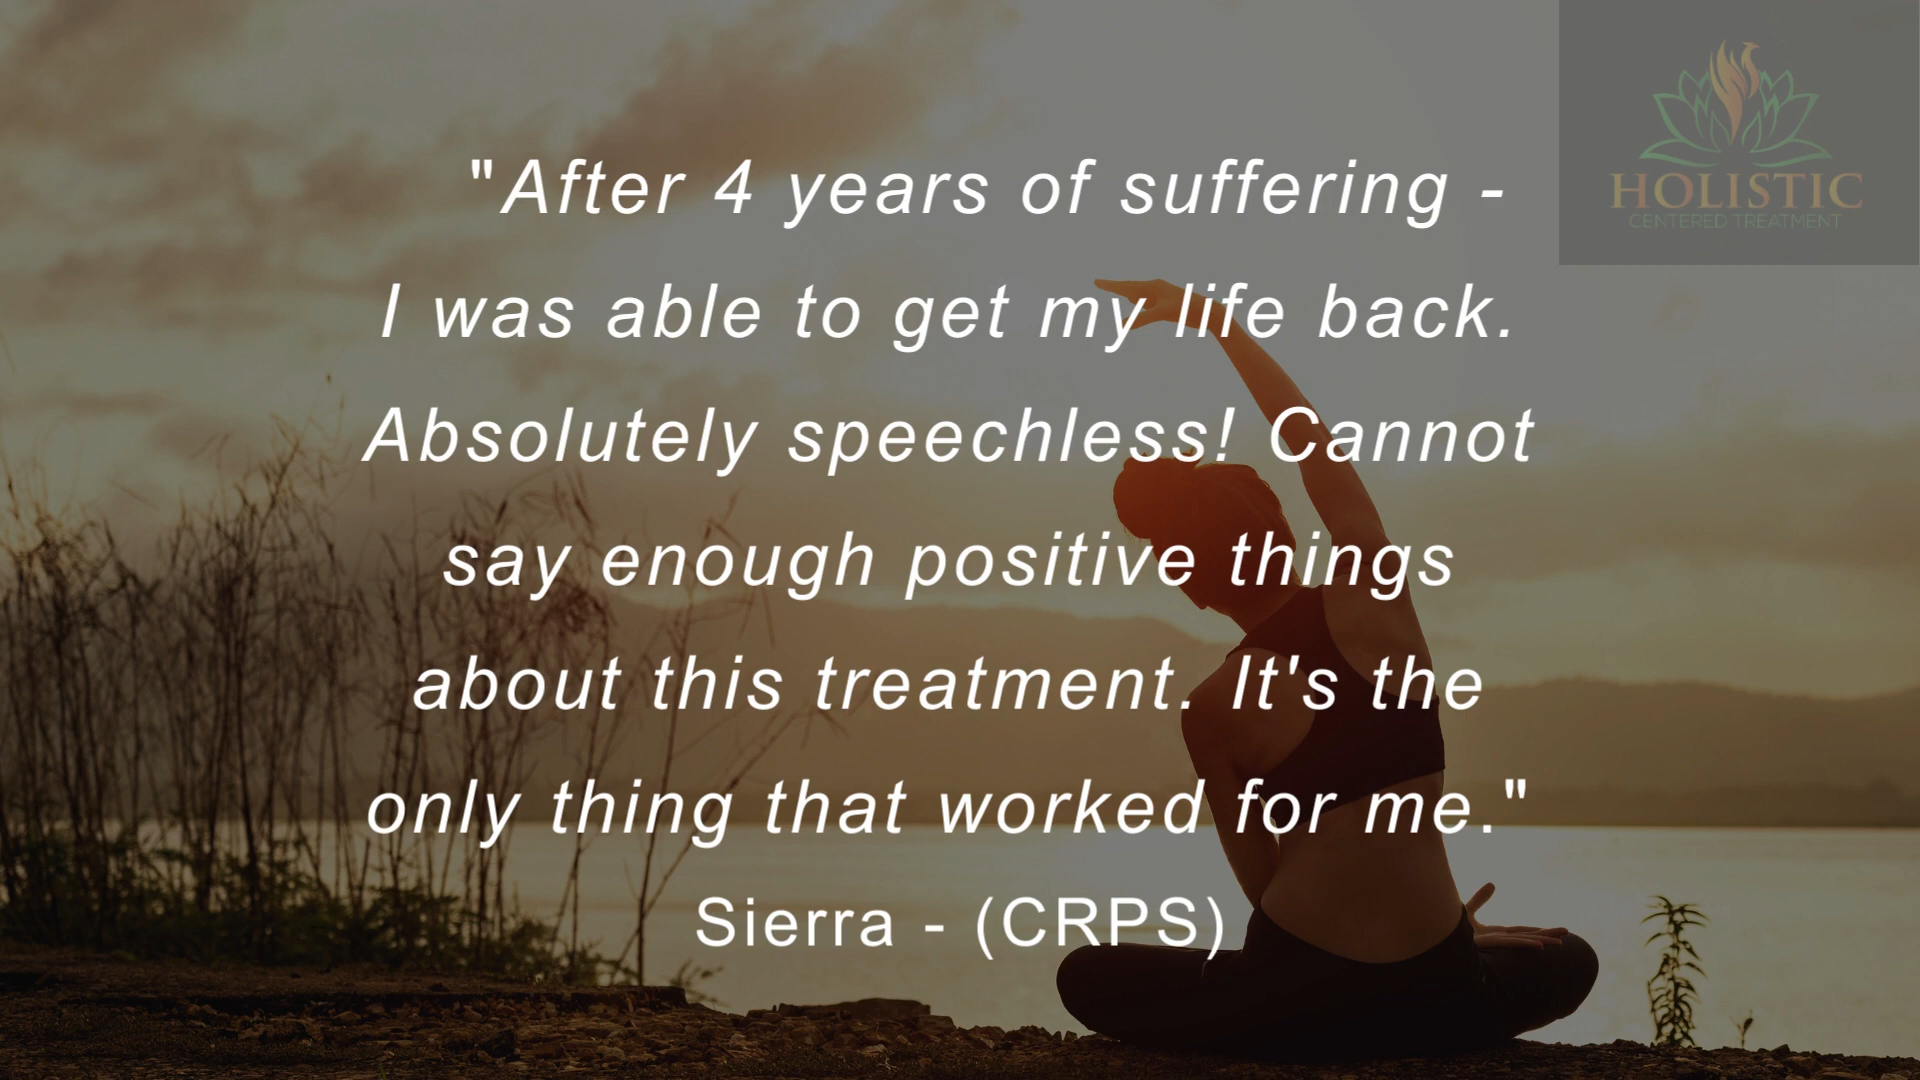 "After 4 years of suffering -
I was able to get my life back.
Absolutely speechless! Cannot
say enough positive things
about this treatment. It's the
only thing that worked for me."
Sierra - (CRPS)
HOLISTIC
CENTERED TREATMENT